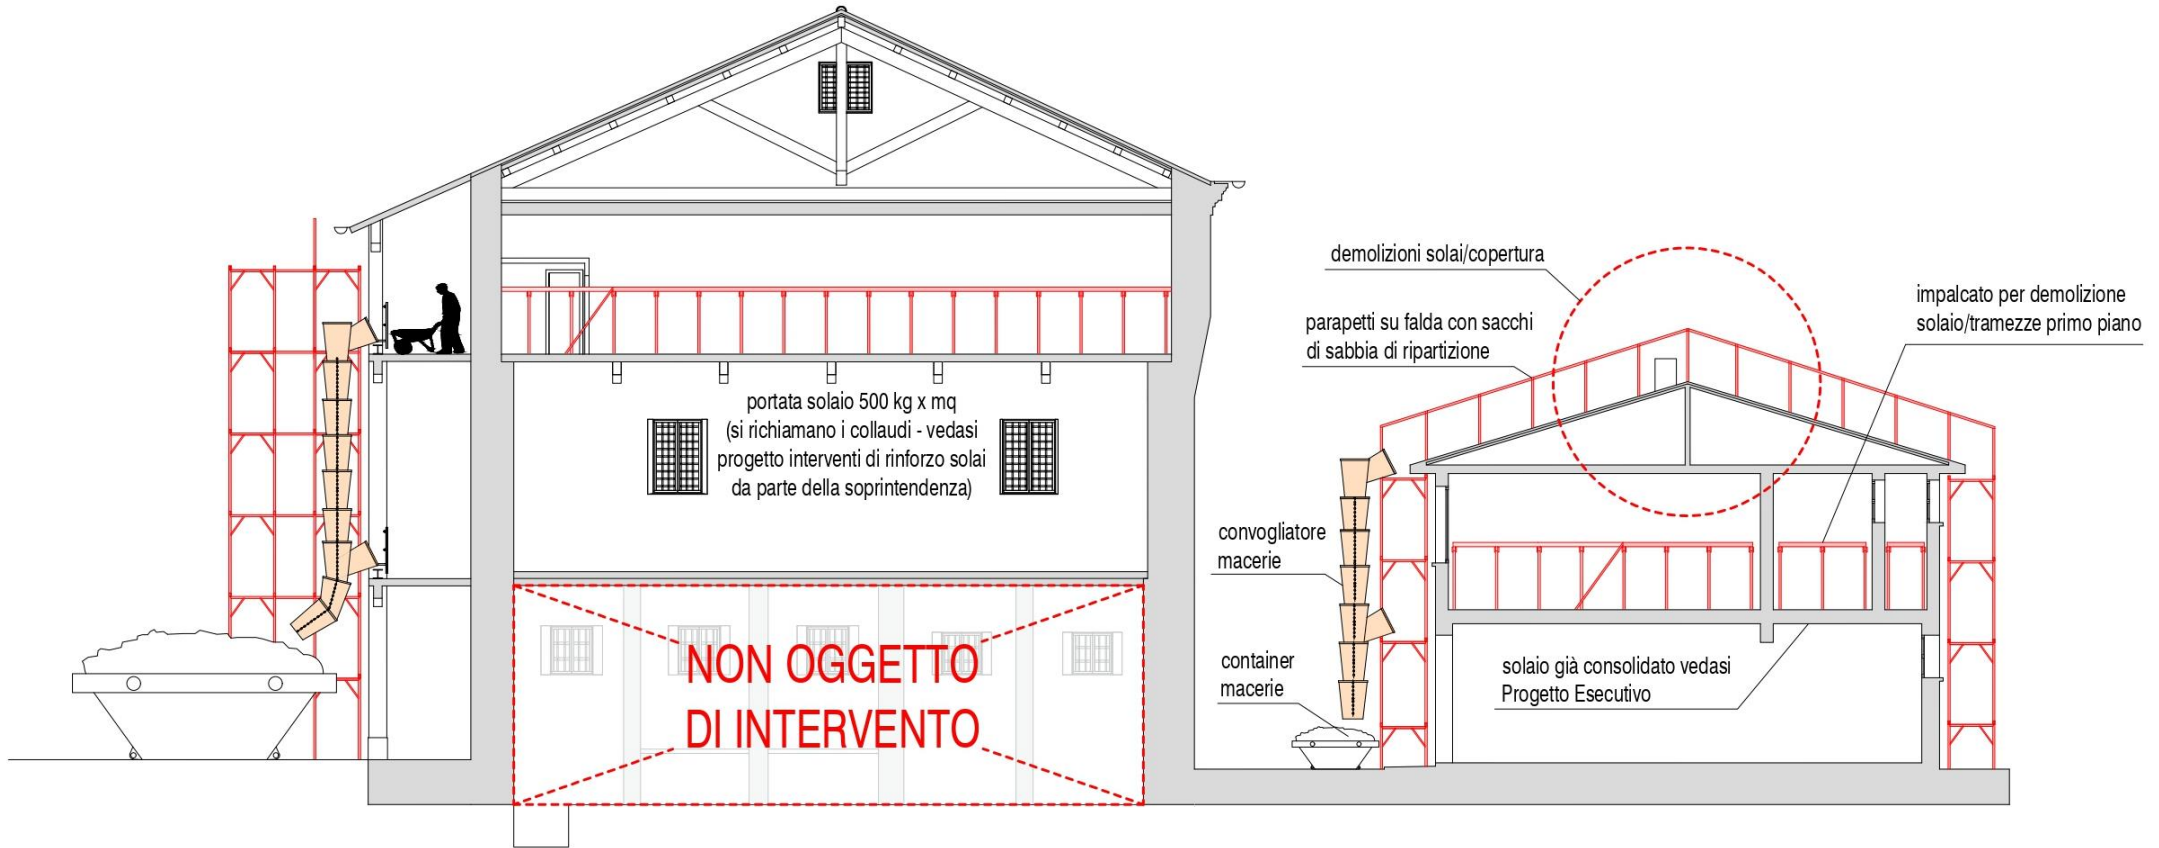 portata solaio 500 kg x mq
(si richiamano i collaudi - vedasi
progetto interventi di rinforzo solai
da parte della soprintendenza)
NON OGGETTO
DI INTERVENTO
demolizioni solai/copertura
parapetti su falda con sacchi
di sabbia di ripartizione
impalcato per demolizione
solaio/tramezze primo piano
convogliatore
macerie
container
macerie
solaio già consolidato vedasi
Progetto Esecutivo